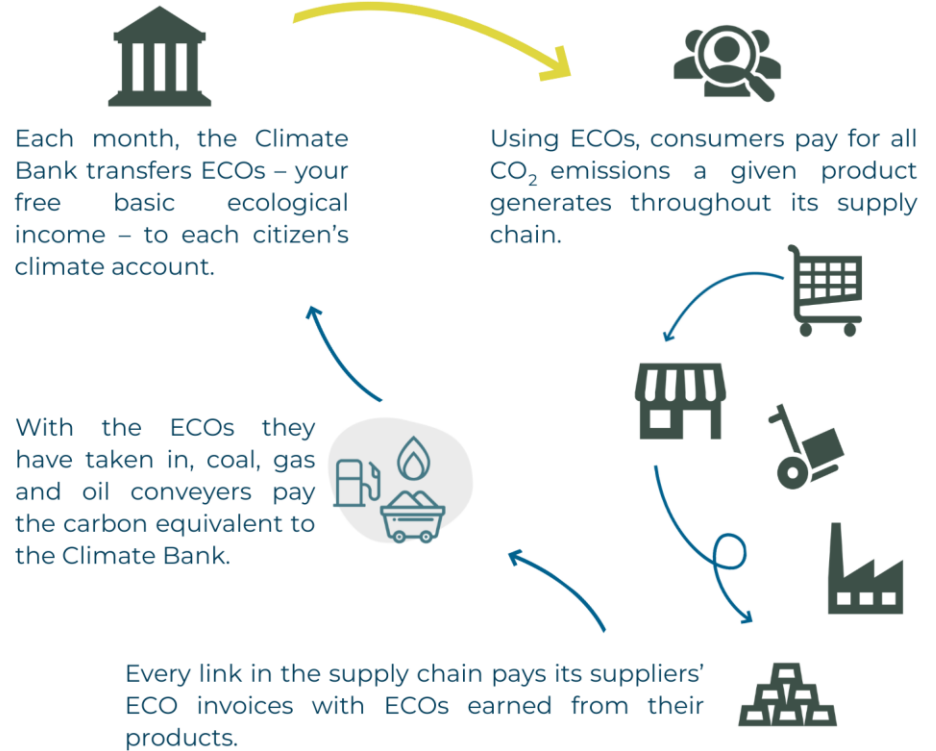 Each month, the Climate
Bank transfers ECOs – your
free basic ecological
income – to each citizen’s
climate account.
Using ECOs, consumers pay for all
CO₂ emissions a given product
generates throughout its supply
chain.
With the ECOs they
have taken in, coal, gas
and oil conveyers pay
the carbon equivalent to
the Climate Bank.
Every link in the supply chain pays its suppliers’
ECO invoices with ECOs earned from their
products.